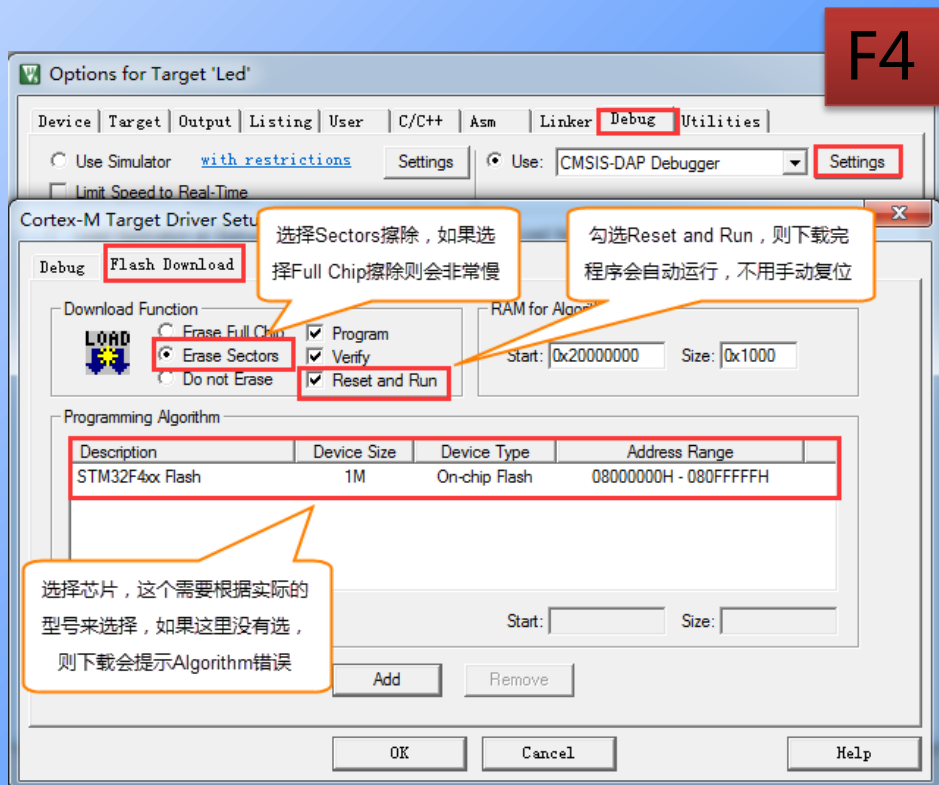 F4
Options for Target 'Led'
Device Target Output Listing User C/C++ Asm Linker Debug Utilities
Use Simulator with restrictions Settings Use: CMSIS-DAP Debugger Settings
Limit Speed to Real-Time
Cortex-M Target Driver Setu
选择Sectors擦除，如果选
择Full Chip擦除则会非常慢
勾选Reset and Run，则下载完
程序会自动运行，不用手动复位
Debug Flash Download
Download Function
LOAD
Erase Full Chip
Erase Sectors
Do not Erase
Program
Verify
Reset and Run
RAM for Algorith
Start: 0x20000000 Size: 0x1000
Programming Algorithm
Description Device Size Device Type Address Range
STM32F4xx Flash 1M On-chip Flash 08000000H - 080FFFFFH
选择芯片，这个需要根据实际的
型号来选择，如果这里没有选，
则下载会提示Algorithm错误
Start: Size:
Add Remove
OK Cancel Help